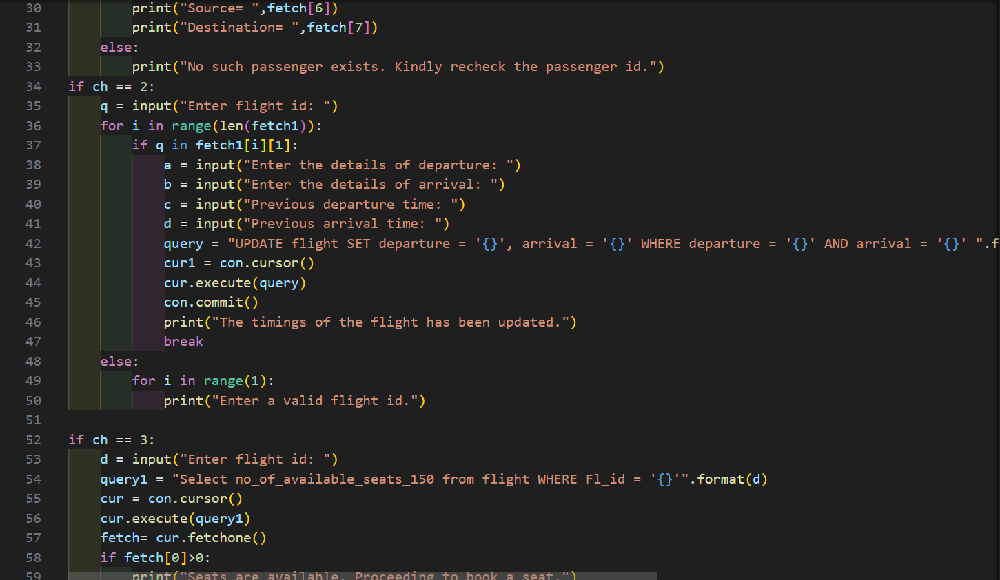 30 print("Source= ",fetch[6])
31 print("Destination= ",fetch[7])
32 else:
33 print("No such passenger exists. Kindly recheck the passenger id.")
34 if ch == 2:
35 q = input("Enter flight id: ")
36 for i in range(len(fetch1)):
37 if q in fetch1[i][1]:
38 a = input("Enter the details of departure: ")
39 b = input("Enter the details of arrival: ")
40 c = input("Previous departure time: ")
41 d = input("Previous arrival time: ")
42 query = "UPDATE flight SET departure = '{}', arrival = '{}' WHERE departure = '{}' AND arrival = '{}' ".f
43 cur1 = con.cursor()
44 cur.execute(query)
45 con.commit()
46 print("The timings of the flight has been updated.")
47 break
48 else:
49 for i in range(1):
50 print("Enter a valid flight id.")
51
52 if ch == 3:
53 d = input("Enter flight id: ")
54 query1 = "Select no_of_available_seats_150 from flight WHERE Fl_id = '{}'".format(d)
55 cur = con.cursor()
56 cur.execute(query1)
57 fetch= cur.fetchone()
58 if fetch[0]>0:
59 print("Seats are available. Proceeding to book a seat.")